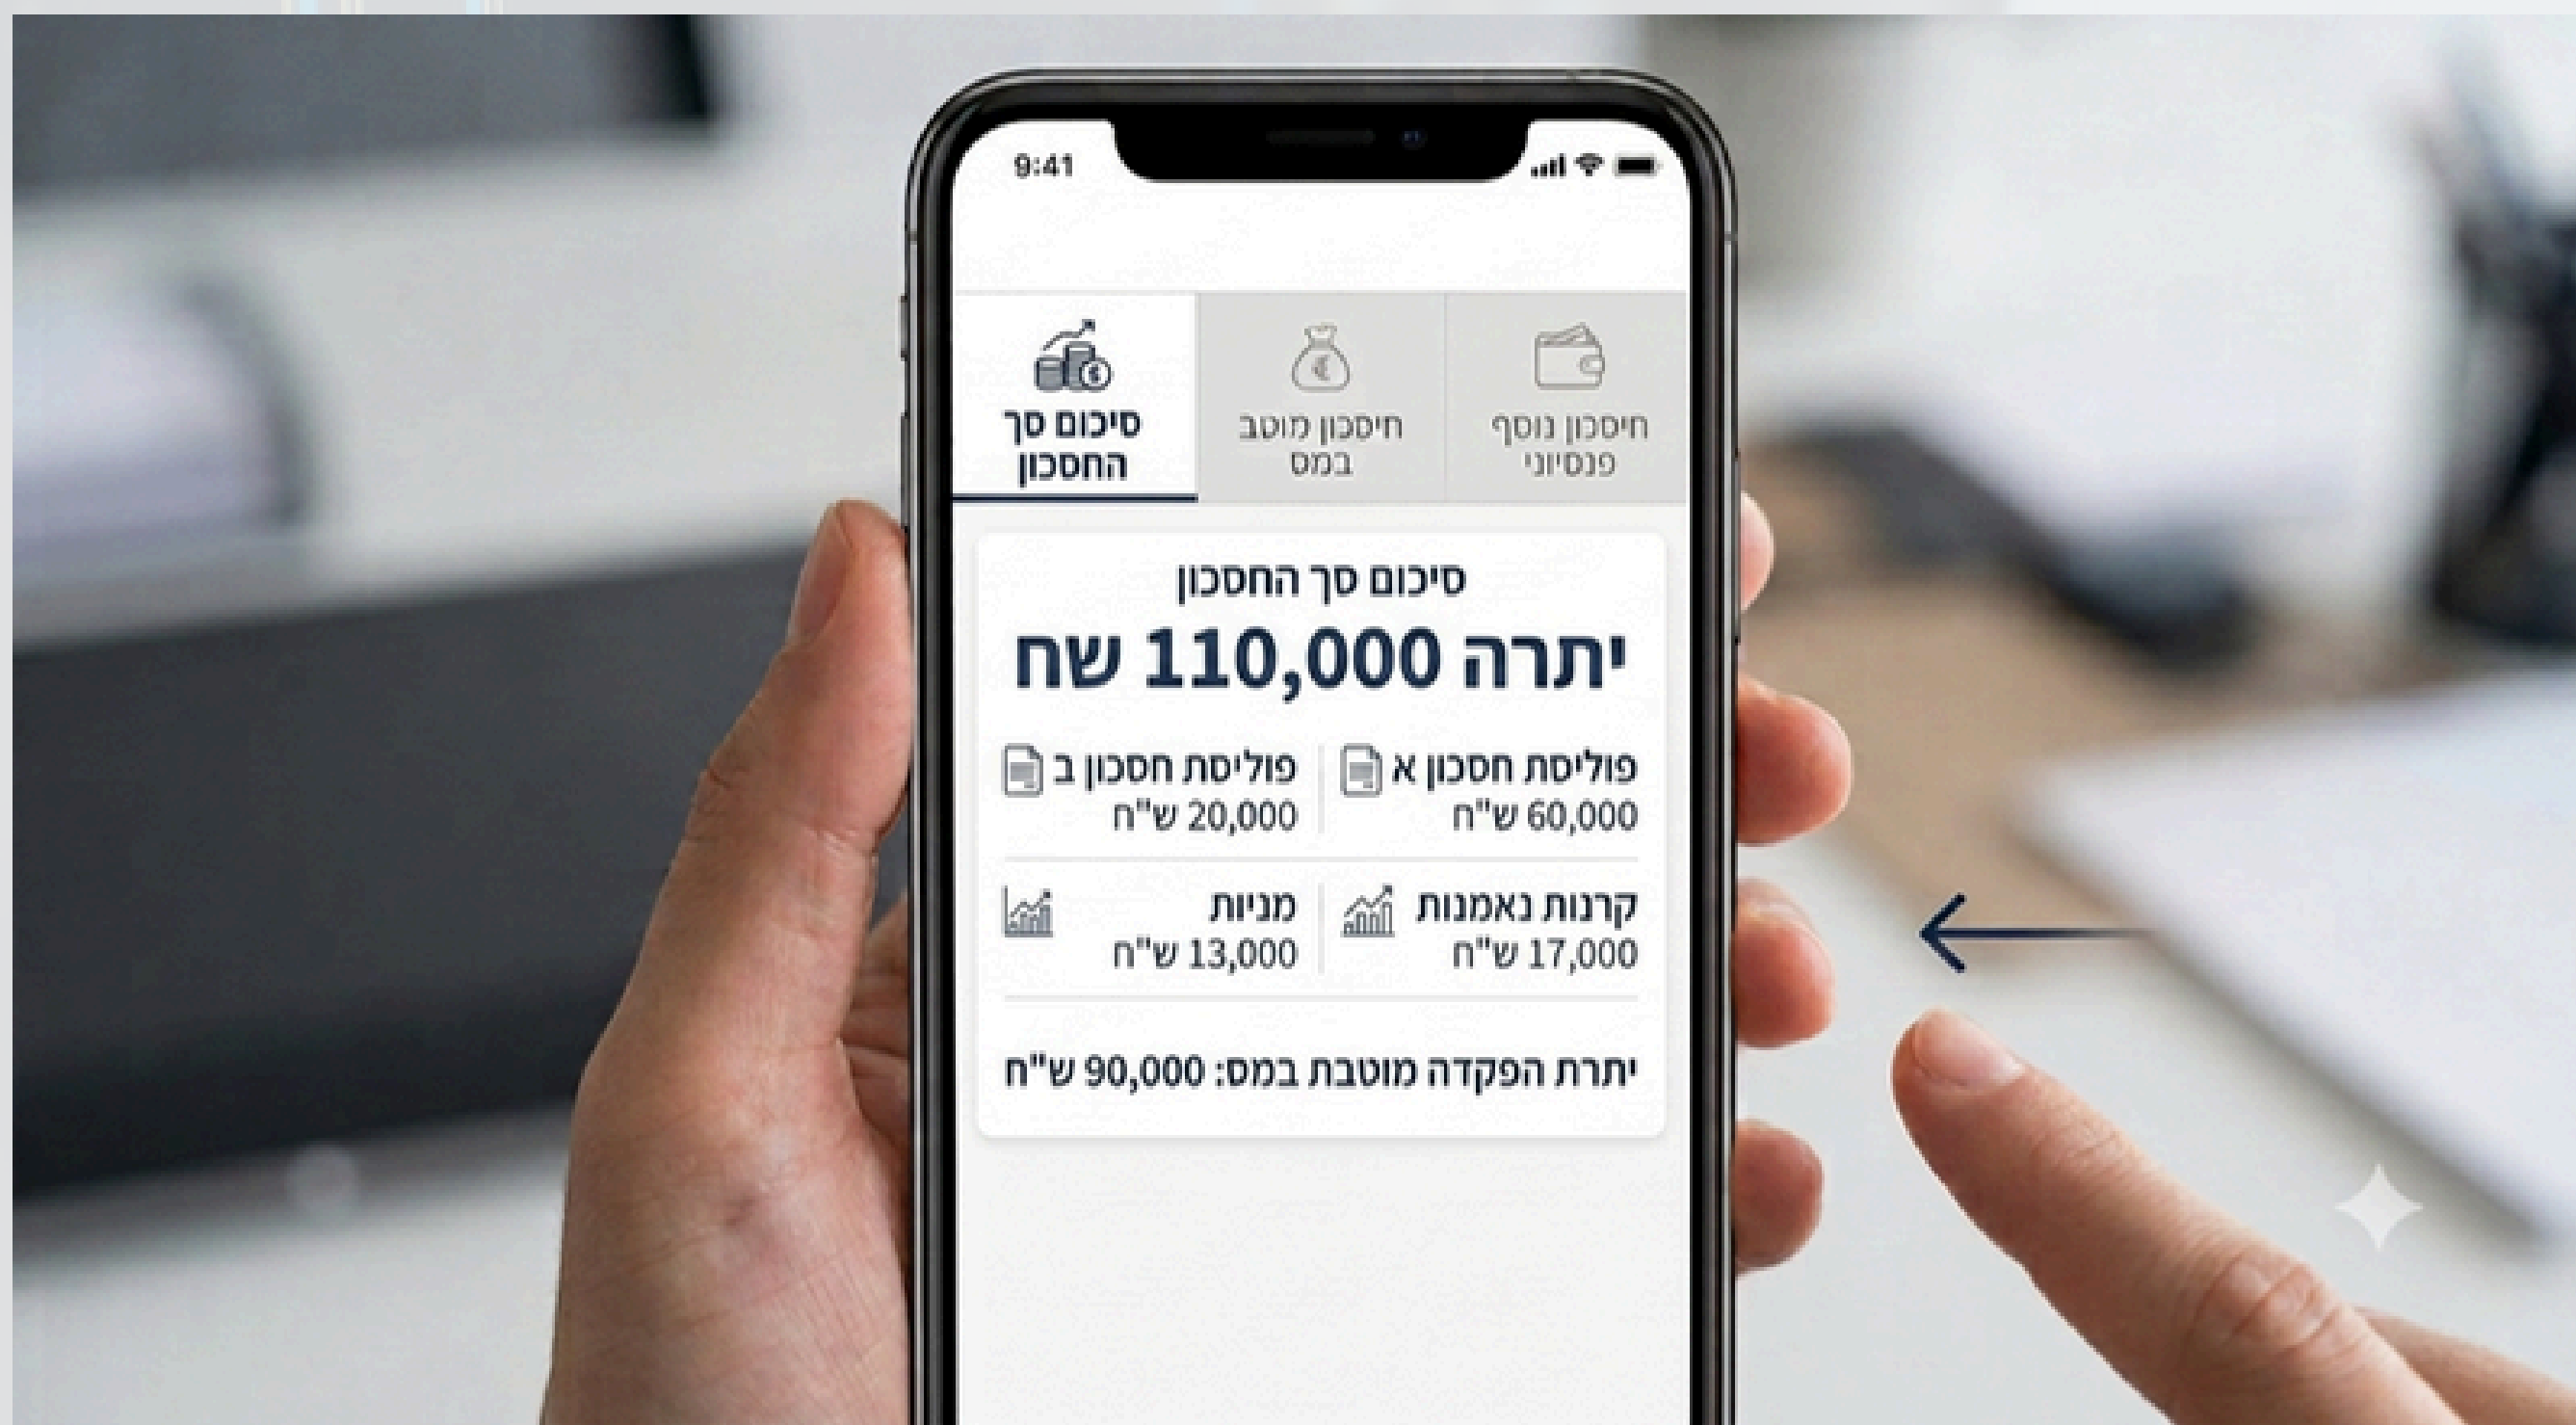 9:41
חיסכון נוסף
פנסיוני
חיסכון מוטב
במס
סיכום סך
החסכון
סיכום סך החסכון
יתרה 110,000 שח
פוליסת חסכון א
60,000 ש"ח
פוליסת חסכון ב
20,000 ש"ח
קרנות נאמנות
17,000 ש"ח
מניות
13,000 ש"ח
יתרת הפקדה מוטבת במס: 90,000 ש"ח